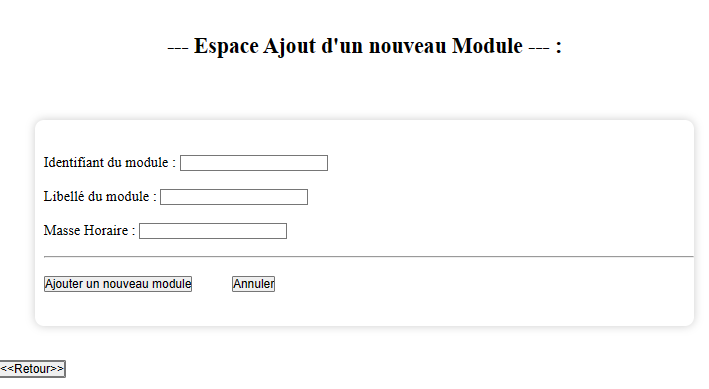 --- Espace Ajout d'un nouveau Module --- :
Identifiant du module :
Libellé du module :
Masse Horaire :
Ajouter un nouveau module Annuler
<<Retour>>